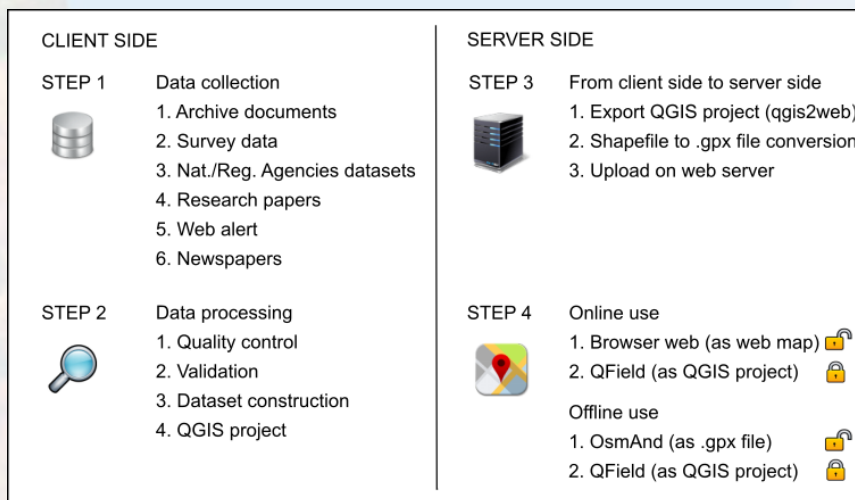 CLIENT SIDE
STEP 1 Data collection
1. Archive documents
2. Survey data
3. Nat./Reg. Agencies datasets
4. Research papers
5. Web alert
6. Newspapers
STEP 2 Data processing
1. Quality control
2. Validation
3. Dataset construction
4. QGIS project
SERVER SIDE
STEP 3 From client side to server side
1. Export QGIS project (qgis2web)
2. Shapefile to .gpx file conversion
3. Upload on web server
STEP 4 Online use
1. Browser web (as web map)
2. QField (as QGIS project)
Offline use
1. OsmAnd (as .gpx file)
2. QField (as QGIS project)